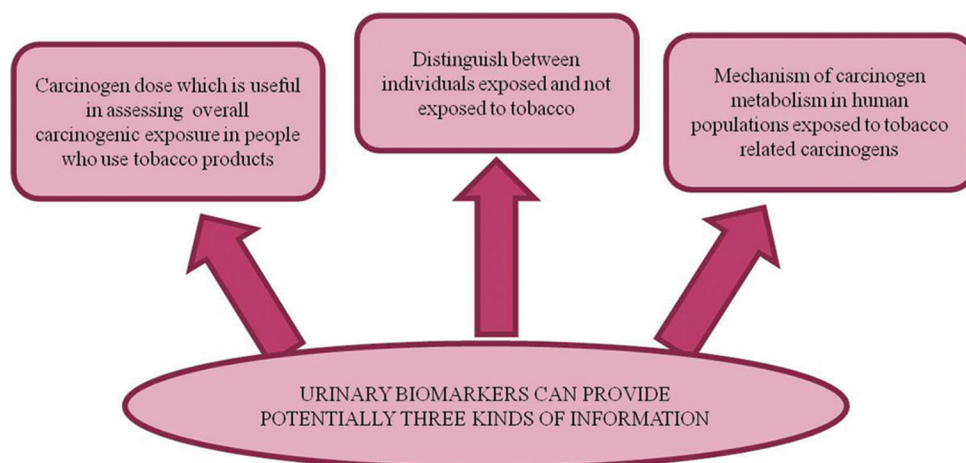 Carcinogen dose which is useful
in assessing overall
carcinogenic exposure in people
who use tobacco products
Distinguish between
individuals exposed and not
exposed to tobacco
Mechanism of carcinogen
metabolism in human
populations exposed to tobacco
related carcinogens
URINARY BIOMARKERS CAN PROVIDE
POTENTIALLY THREE KINDS OF INFORMATION